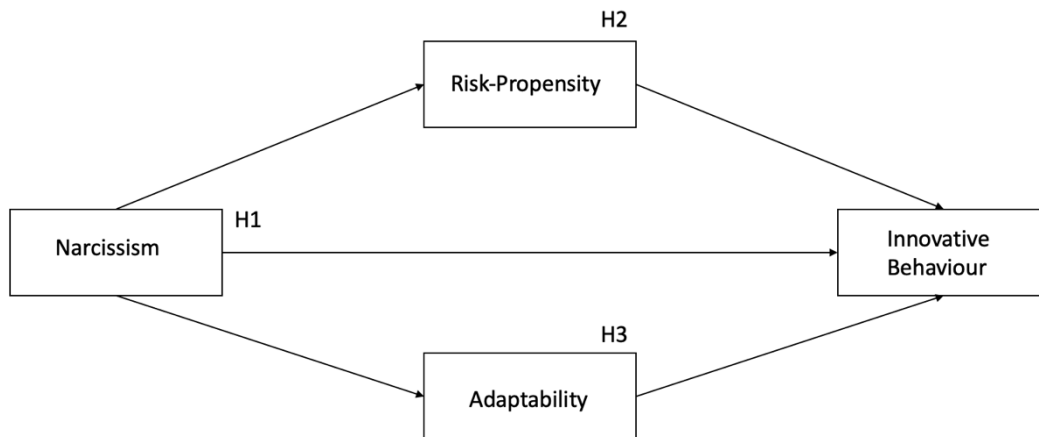 H2
Risk-Propensity
H1
Narcissism
Innovative
Behaviour
H3
Adaptability